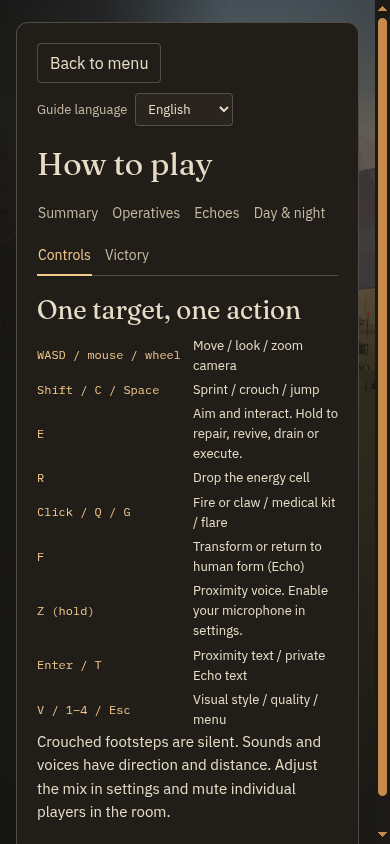 Back to menu
Guide language English
How to play
Summary Operatives Echoes Day & night
Controls Victory
One target, one action
WASD / mouse / wheel Move / look / zoom
camera
Shift / C / Space Sprint / crouch / jump
E Aim and interact. Hold to
repair, revive, drain or
execute.
R Drop the energy cell
Click / Q / G Fire or claw / medical kit
/ flare
F Transform or return to
human form (Echo)
Z (hold) Proximity voice. Enable
your microphone in
settings.
Enter / T Proximity text / private
Echo text
V / 1–4 / Esc Visual style / quality /
menu
Crouched footsteps are silent. Sounds and
voices have direction and distance. Adjust
the mix in settings and mute individual
players in the room.